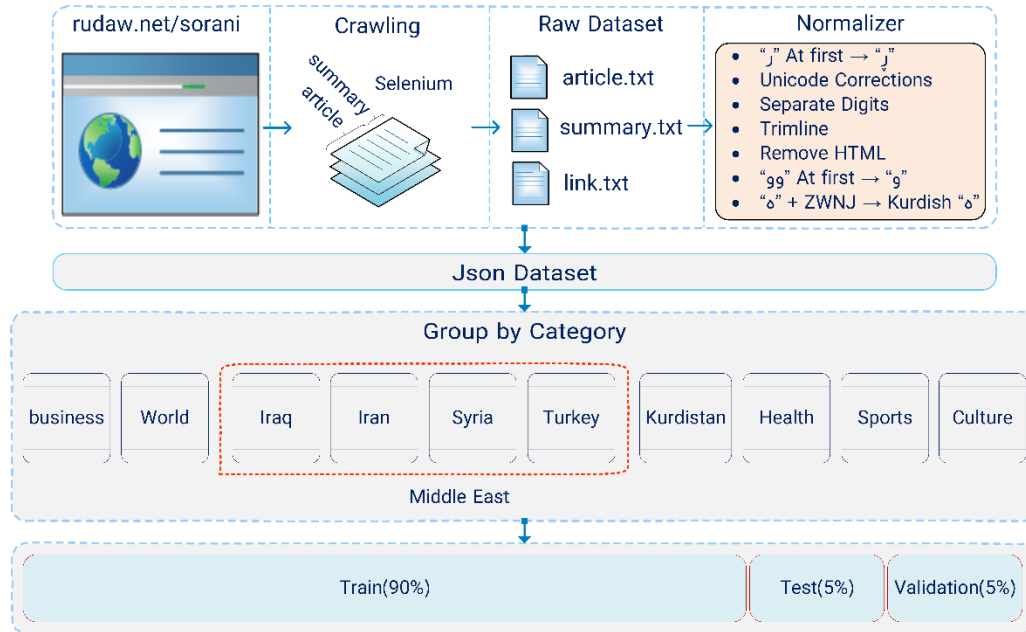 rudaw.net/sorani
Crawling
summary
article
Selenium
Raw Dataset
article.txt
summary.txt
link.txt
Normalizer
• “ر” At first → “ڕ”
• Unicode Corrections
• Separate Digits
• Trimline
• Remove HTML
• “وو” At first → “و”
• “ه” + ZWNJ → Kurdish “ە”
Json Dataset
Group by Category
business
World
Iraq
Iran
Syria
Turkey
Kurdistan
Health
Sports
Culture
Middle East
Train(90%)
Test(5%)
Validation(5%)